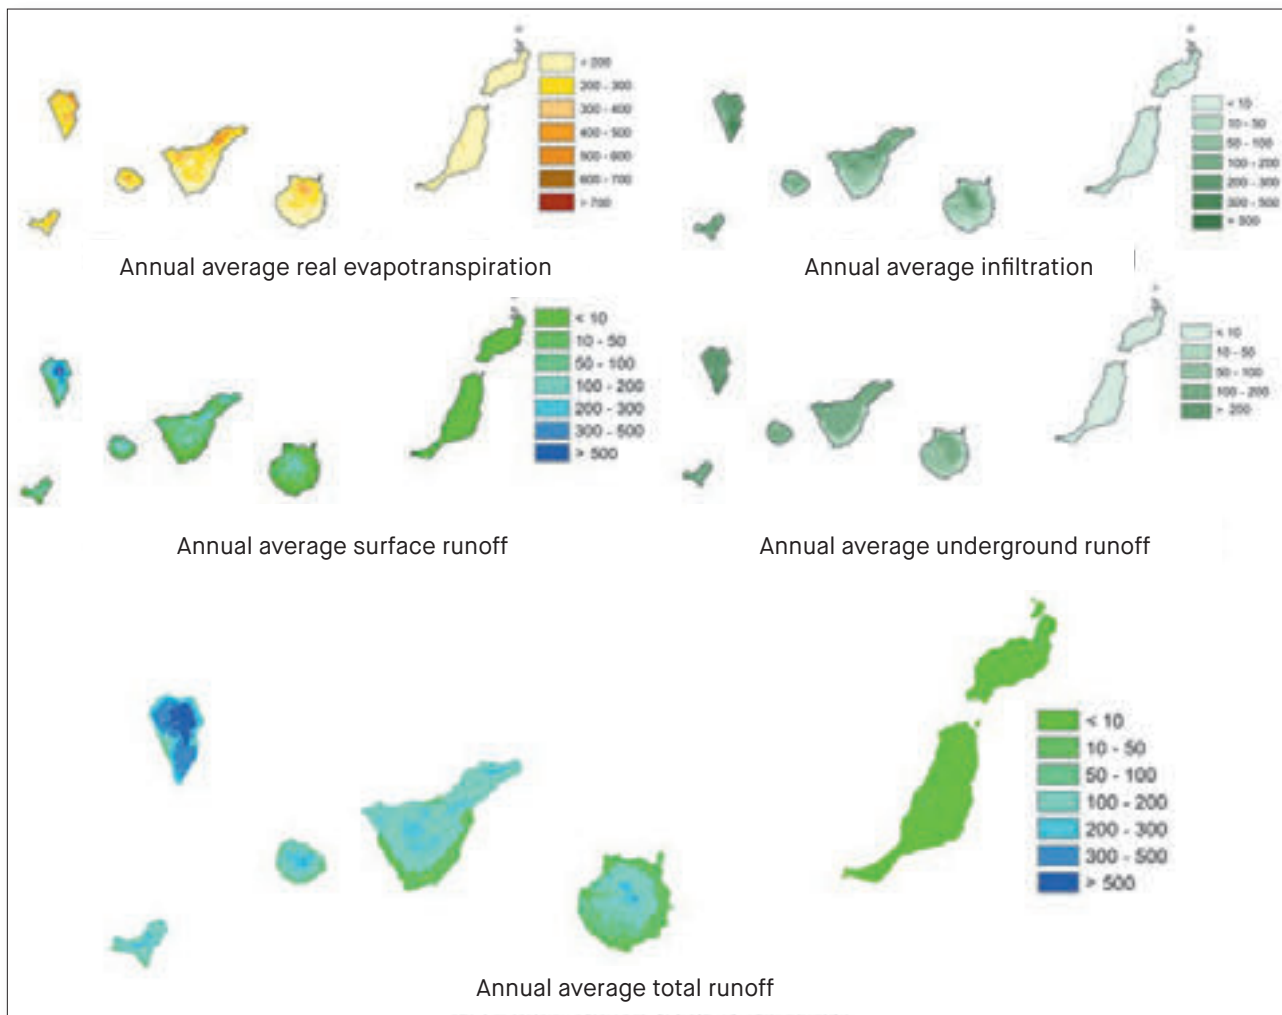 < 200
200 - 300
300 - 400
400 - 500
500 - 600
600 - 700
> 700
Annual average real evapotranspiration
< 10
10 - 50
50 - 100
100 - 200
200 - 300
300 - 500
> 500
Annual average infiltration
< 10
10 - 50
50 - 100
100 - 200
200 - 300
300 - 500
> 500
Annual average surface runoff
< 10
10 - 50
50 - 100
100 - 200
> 200
Annual average underground runoff
< 10
10 - 50
50 - 100
100 - 200
200 - 300
300 - 500
> 500
Annual average total runoff